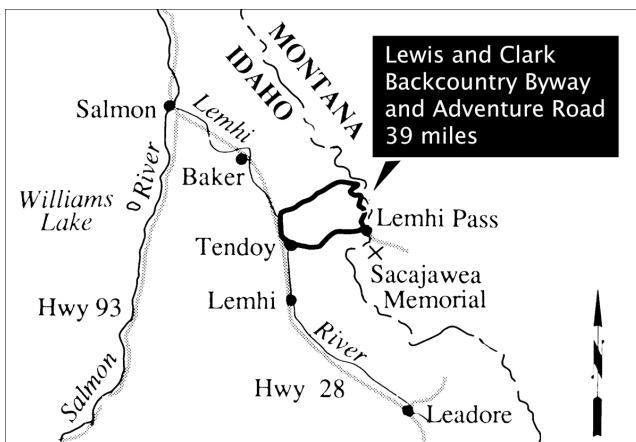 MONTANA
IDAHO
Lewis and Clark
Backcountry Byway
and Adventure Road
39 miles
Salmon
Lemhi
River
Baker
Williams
Lake
River
Tendoy
Lemhi Pass
Sacajawea
Memorial
Lemhi
Hwy 93
Salmon
Hwy 28
Leadore
N